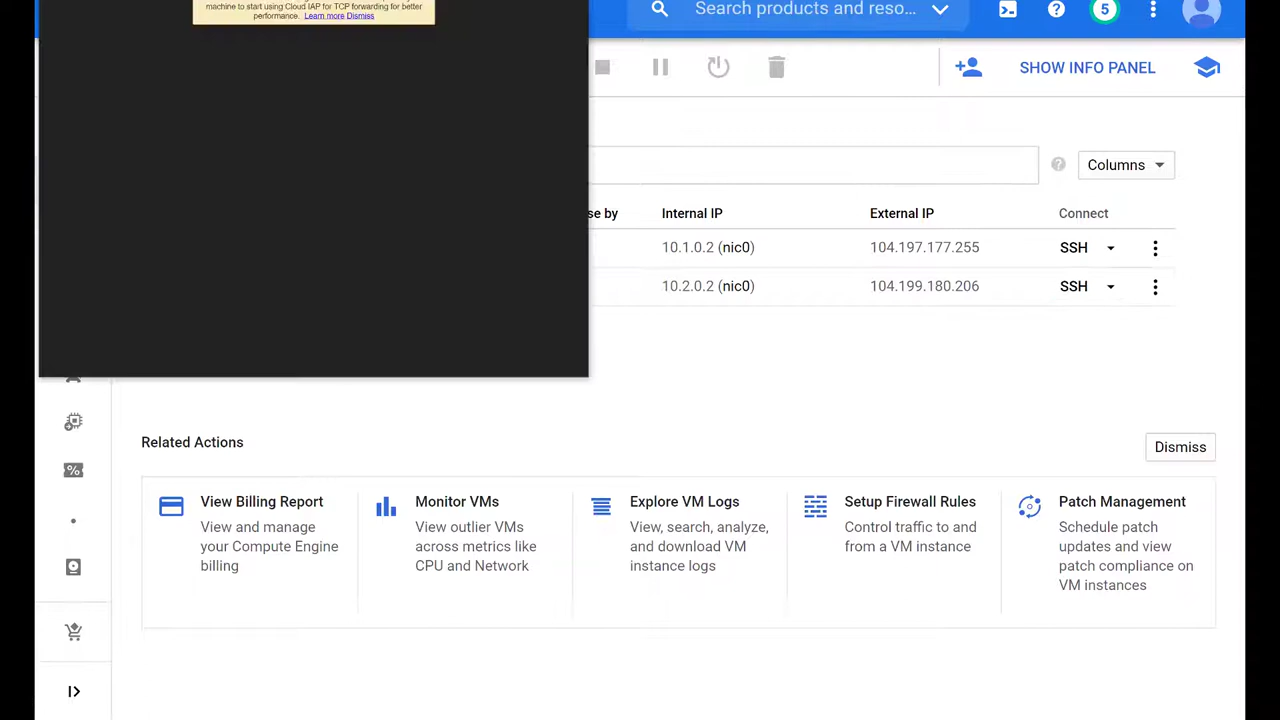 machine to start using Cloud IAP for TCP forwarding for better
performance. Learn more Dismiss
Search products and reso...
5
SHOW INFO PANEL
Columns
se by Internal IP External IP Connect
10.1.0.2 (nic0) 104.197.177.255 SSH
10.2.0.2 (nic0) 104.199.180.206 SSH
Related Actions
Dismiss
View Billing Report
View and manage
your Compute Engine
billing
Monitor VMs
View outlier VMs
across metrics like
CPU and Network
Explore VM Logs
View, search, analyze,
and download VM
instance logs
Setup Firewall Rules
Control traffic to and
from a VM instance
Patch Management
Schedule patch
updates and view
patch compliance on
VM instances